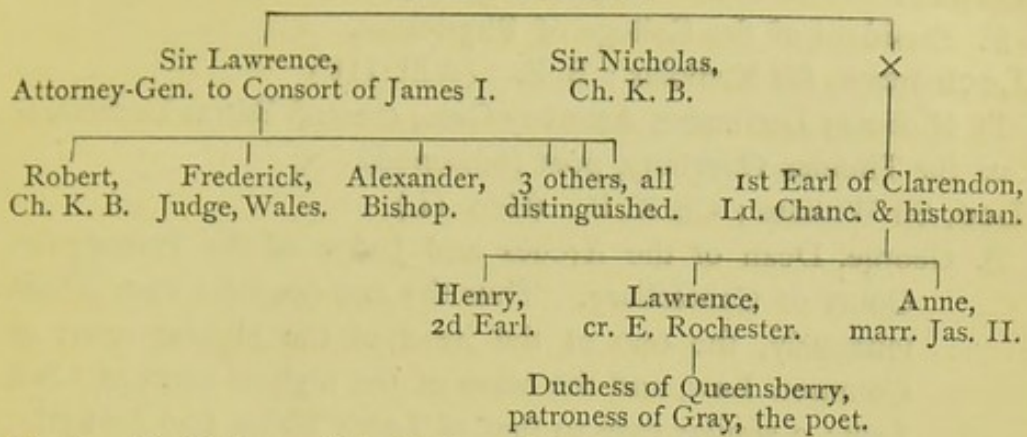 Sir Lawrence,
Attorney-Gen. to Consort of James I.
Sir Nicholas,
Ch. K. B.
×
Robert,
Ch. K. B.
Frederick,
Judge, Wales.
Alexander,
Bishop.
3 others, all
distinguished.
1st Earl of Clarendon,
Ld. Chanc. & historian.
Henry,
2d Earl.
Lawrence,
cr. E. Rochester.
Anne,
marr. Jas. II.
Duchess of Queensberry,
patroness of Gray, the poet.